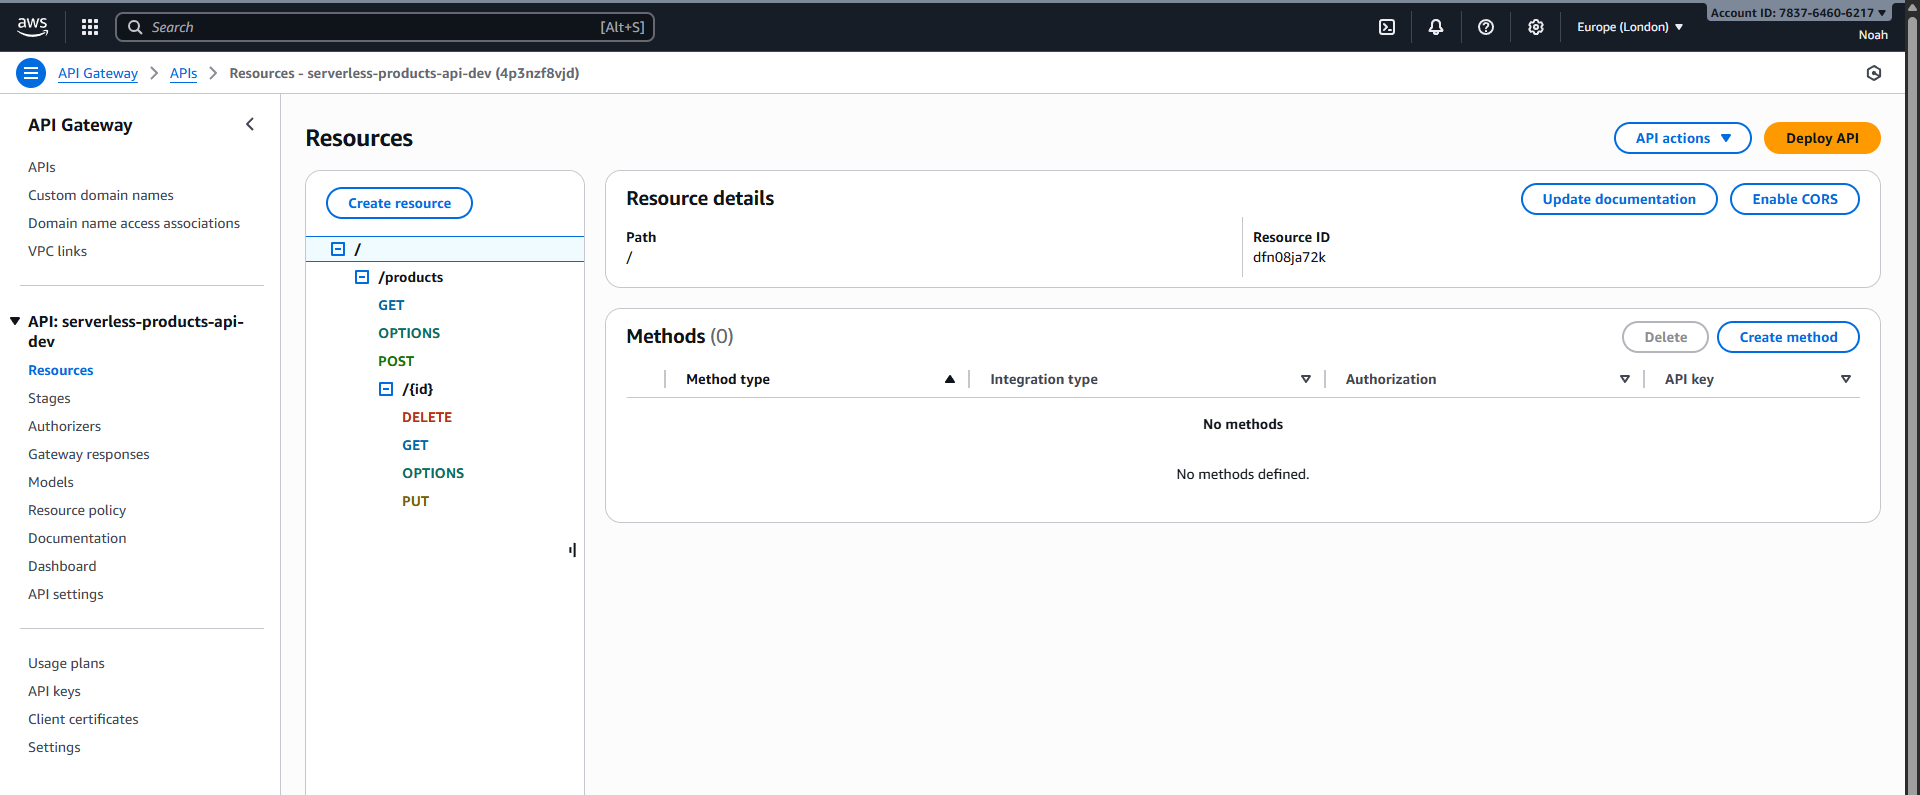 aws
Search
[Alt+S]
Europe (London)
Account ID: 7837-6460-6217
Noah
API Gateway
APIs
Resources - serverless-products-api-dev (4p3nzf8vjd)
API Gateway
APIs
Custom domain names
Domain name access associations
VPC links
API: serverless-products-api-
dev
Resources
Stages
Authorizers
Gateway responses
Models
Resource policy
Documentation
Dashboard
API settings
Usage plans
API keys
Client certificates
Settings
Resources
API actions
Deploy API
Create resource
/
/products
GET
OPTIONS
POST
/{id}
DELETE
GET
OPTIONS
PUT
Resource details
Update documentation
Enable CORS
Path
/
Resource ID
dfn08ja72k
Methods (0)
Delete
Create method
Method type
Integration type
Authorization
API key
No methods
No methods defined.